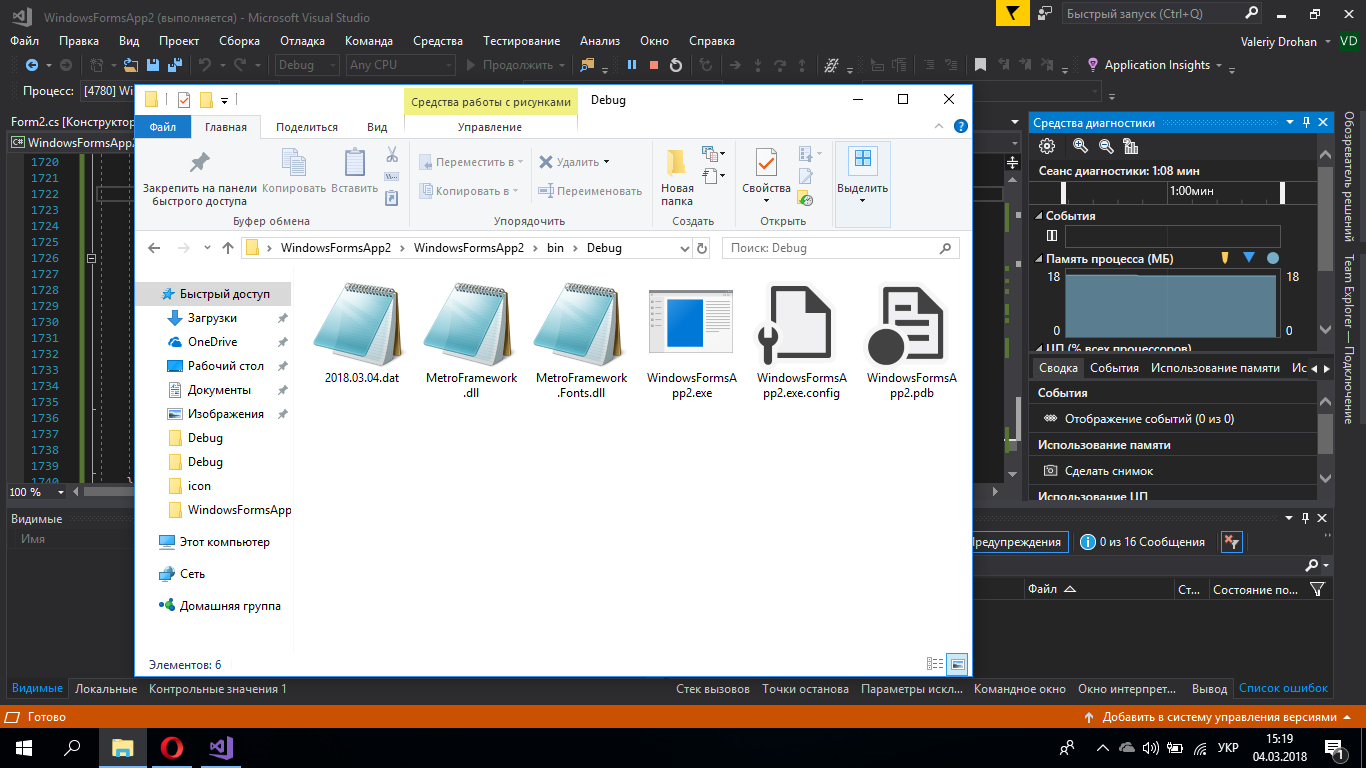 WindowsFormsApp2 (выполняется) - Microsoft Visual Studio
Быстрый запуск (Ctrl+Q)
Файл Правка Вид Проект Сборка Отладка Команда Средства Тестирование Анализ Окно Справка
Valeriy Drohan VD
Debug Any CPU Продолжить Application Insights
Процесс: [4780] Wi
Средства работы с рисунками Debug
Form2.cs [Конструктор
Файл Главная Поделиться Вид Управление
WindowsFormsApp
Закрепить на панели быстрого доступа
Копировать
Вставить
Переместить в
Копировать в
Удалить
Переименовать
Новая папка
Свойства
Выделить
Буфер обмена Упорядочить Создать Открыть
WindowsFormsApp2 WindowsFormsApp2 bin Debug
Поиск: Debug
Быстрый доступ
Загрузки
OneDrive
Рабочий стол
Документы
Изображения
Debug
Debug
icon
WindowsFormsApp
Этот компьютер
Сеть
Домашняя группа
2018.03.04.dat
MetroFramework
.dll
MetroFramework
.Fonts.dll
WindowsFormsA
pp2.exe
WindowsFormsA
pp2.exe.config
WindowsFormsA
pp2.pdb
Элементов: 6
1720
1721
1722
1723
1724
1725
1726
1727
1728
1729
1730
1731
1732
1733
1734
1735
1736
1737
1738
1739
1740
100 %
Средства диагностики
Сеанс диагностики: 1:08 мин
1:00мин
События
Память процесса (МБ)
18 18
0 0
ЦП (% всех процессоров)
Сводка События Использование памяти Ис
События
Отображение событий (0 из 0)
Использование памяти
Сделать снимок
Использование ЦП
Обозреватель решений
Team Explorer — Подключение
Видимые
Имя
Предупреждения 0 из 16 Сообщения
Файл Ст... Состояние по...
Видимые Локальные Контрольные значения 1
Стек вызовов Точки останова Параметры искл... Командное окно Окно интерпрет... Вывод Список ошибок
Готово
Добавить в систему управления версиями
УКР
15:19
04.03.2018
1